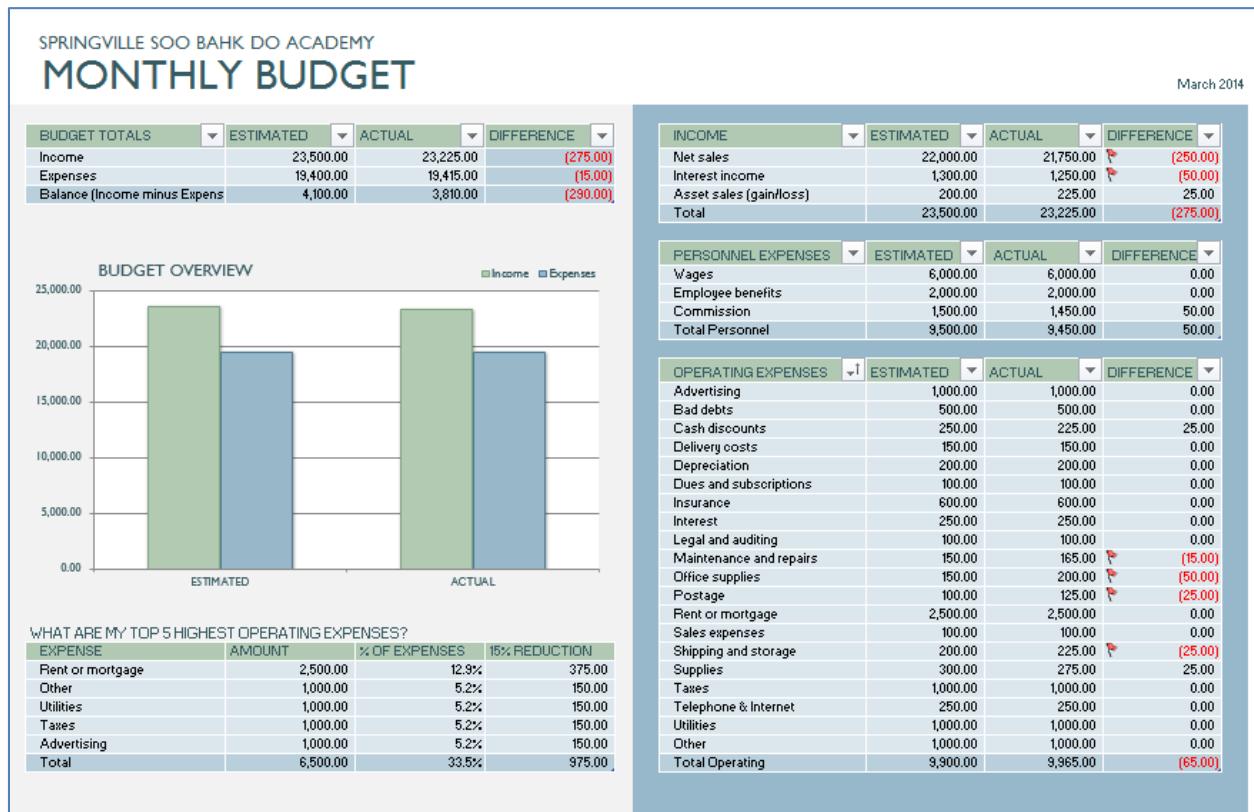 SPRINGVILLE SOO BAHK DO ACADEMY
MONTHLY BUDGET
March 2014
BUDGET TOTALS ESTIMATED ACTUAL DIFFERENCE
Income 23,500.00 23,225.00 (275.00)
Expenses 19,400.00 19,415.00 (15.00)
Balance (Income minus Expens 4,100.00 3,810.00 (290.00)
BUDGET OVERVIEW
Income Expenses
25,000.00
20,000.00
15,000.00
10,000.00
5,000.00
0.00
ESTIMATED ACTUAL
WHAT ARE MY TOP 5 HIGHEST OPERATING EXPENSES?
EXPENSE AMOUNT % OF EXPENSES 15% REDUCTION
Rent or mortgage 2,500.00 12.9% 375.00
Other 1,000.00 5.2% 150.00
Utilities 1,000.00 5.2% 150.00
Taxes 1,000.00 5.2% 150.00
Advertising 1,000.00 5.2% 150.00
Total 6,500.00 33.5% 975.00
INCOME ESTIMATED ACTUAL DIFFERENCE
Net sales 22,000.00 21,750.00 (250.00)
Interest income 1,300.00 1,250.00 (50.00)
Asset sales (gain/loss) 200.00 225.00 25.00
Total 23,500.00 23,225.00 (275.00)
PERSONNEL EXPENSES ESTIMATED ACTUAL DIFFERENCE
Wages 6,000.00 6,000.00 0.00
Employee benefits 2,000.00 2,000.00 0.00
Commission 1,500.00 1,450.00 50.00
Total Personnel 9,500.00 9,450.00 50.00
OPERATING EXPENSES ESTIMATED ACTUAL DIFFERENCE
Advertising 1,000.00 1,000.00 0.00
Bad debts 500.00 500.00 0.00
Cash discounts 250.00 225.00 25.00
Delivery costs 150.00 150.00 0.00
Depreciation 200.00 200.00 0.00
Dues and subscriptions 100.00 100.00 0.00
Insurance 600.00 600.00 0.00
Interest 250.00 250.00 0.00
Legal and auditing 100.00 100.00 0.00
Maintenance and repairs 150.00 165.00 (15.00)
Office supplies 150.00 200.00 (50.00)
Postage 100.00 125.00 (25.00)
Rent or mortgage 2,500.00 2,500.00 0.00
Sales expenses 100.00 100.00 0.00
Shipping and storage 200.00 225.00 (25.00)
Supplies 300.00 275.00 25.00
Taxes 1,000.00 1,000.00 0.00
Telephone & Internet 250.00 250.00 0.00
Utilities 1,000.00 1,000.00 0.00
Other 1,000.00 1,000.00 0.00
Total Operating 9,900.00 9,965.00 (65.00)